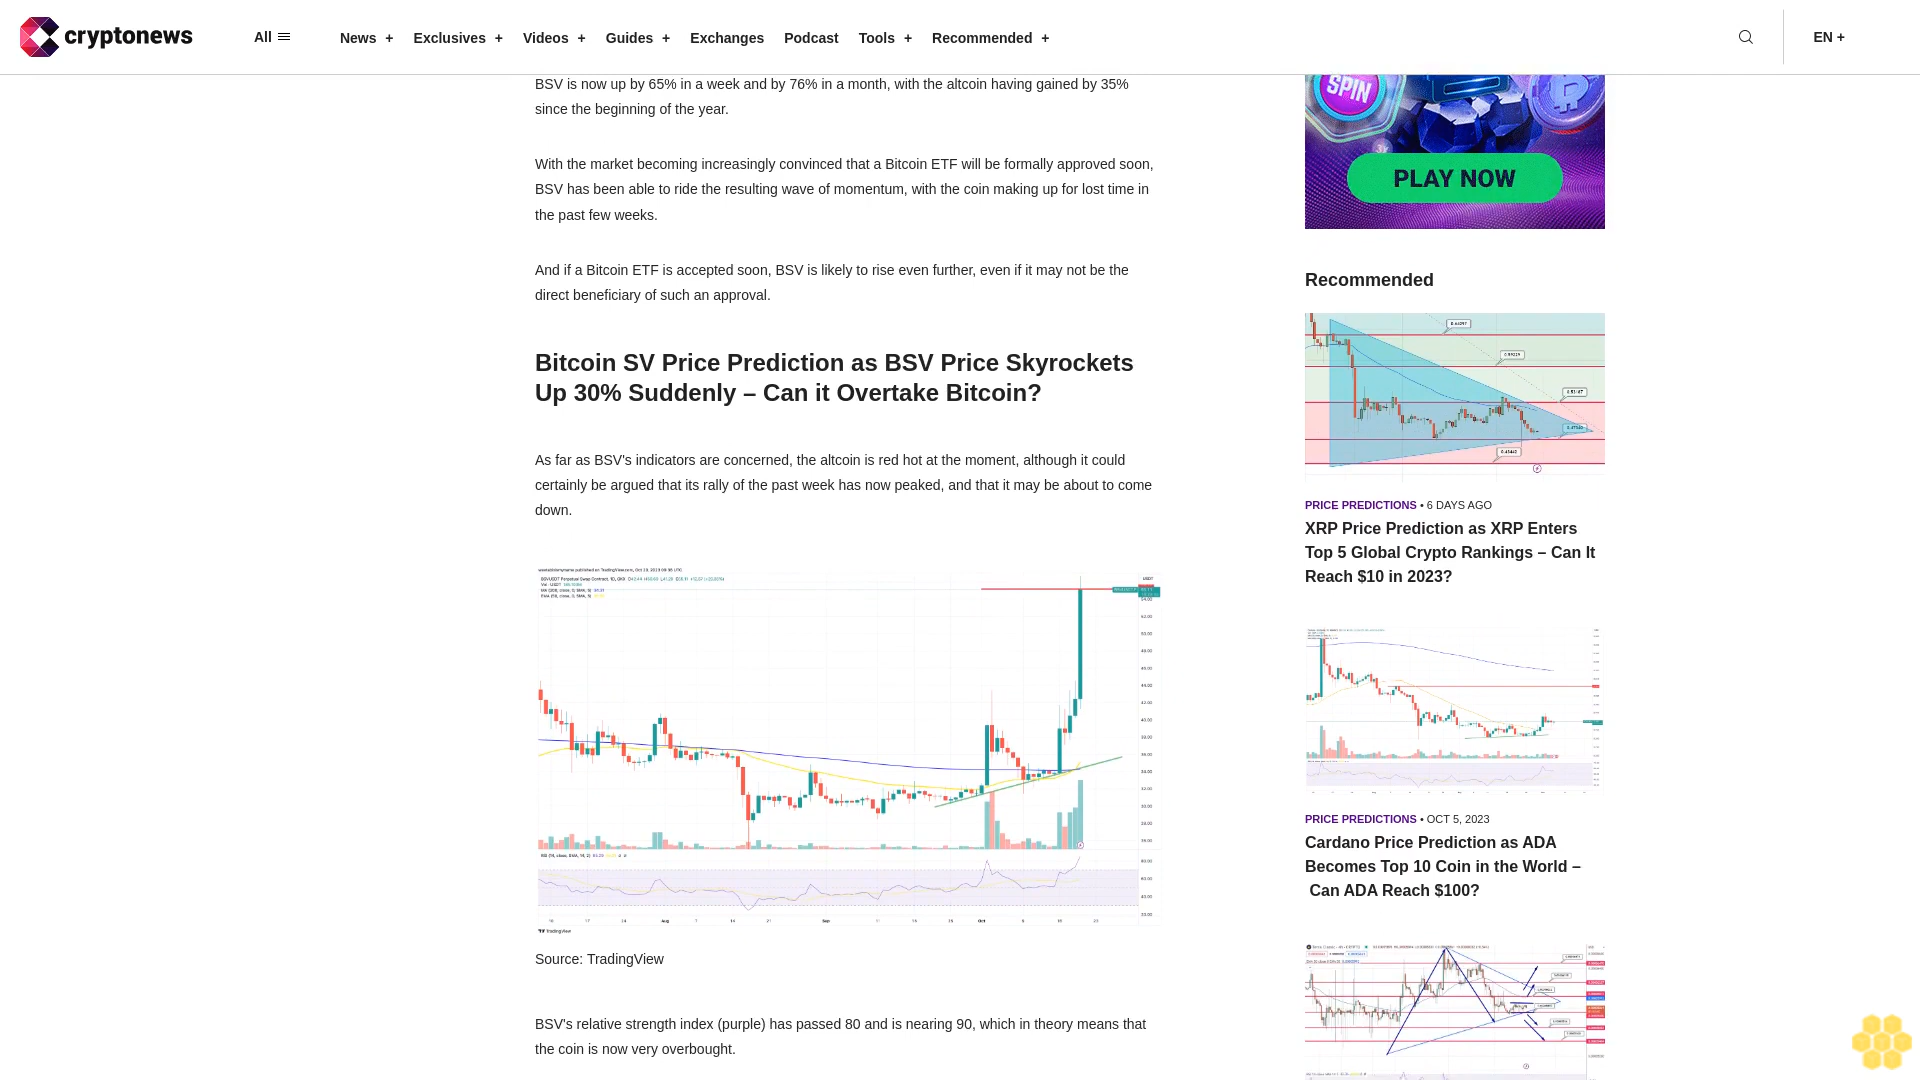 cryptonews
All
News +
Exclusives +
Videos +
Guides +
Exchanges
Podcast
Tools +
Recommended +
EN +
BSV is now up by 65% in a week and by 76% in a month, with the altcoin having gained by 35%
since the beginning of the year.
With the market becoming increasingly convinced that a Bitcoin ETF will be formally approved soon,
BSV has been able to ride the resulting wave of momentum, with the coin making up for lost time in
the past few weeks.
And if a Bitcoin ETF is accepted soon, BSV is likely to rise even further, even if it may not be the
direct beneficiary of such an approval.
Bitcoin SV Price Prediction as BSV Price Skyrockets
Up 30% Suddenly – Can it Overtake Bitcoin?
As far as BSV's indicators are concerned, the altcoin is red hot at the moment, although it could
certainly be argued that its rally of the past week has now peaked, and that it may be about to come
down.
USDT
Aug
Sep
Oct
TradingView
Source: TradingView
BSV's relative strength index (purple) has passed 80 and is nearing 90, which in theory means that
the coin is now very overbought.
SPIN
3X
PLAY NOW
Recommended
PRICE PREDICTIONS • 6 DAYS AGO
XRP Price Prediction as XRP Enters
Top 5 Global Crypto Rankings – Can It
Reach $10 in 2023?
PRICE PREDICTIONS • OCT 5, 2023
Cardano Price Prediction as ADA
Becomes Top 10 Coin in the World –
Can ADA Reach $100?